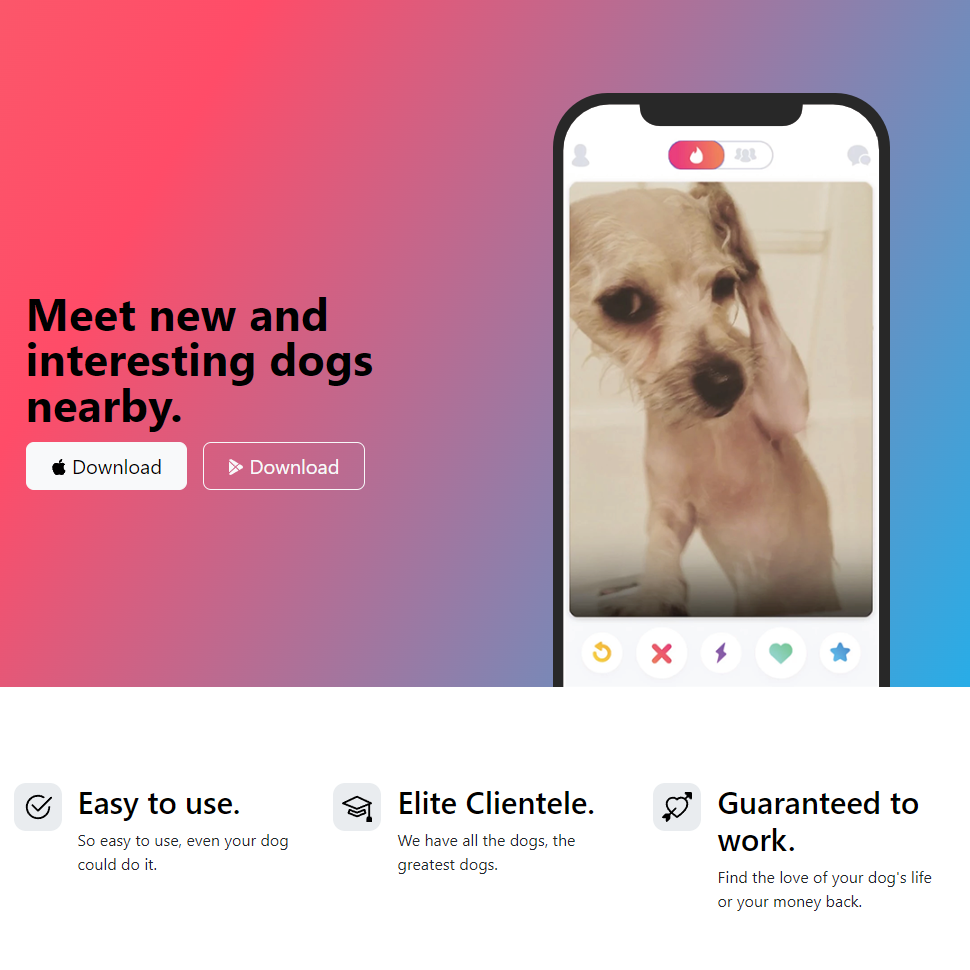 Meet new and
interesting dogs
nearby.
Download
Download
Easy to use.
So easy to use, even your dog
could do it.
Elite Clientele.
We have all the dogs, the
greatest dogs.
Guaranteed to
work.
Find the love of your dog's life
or your money back.